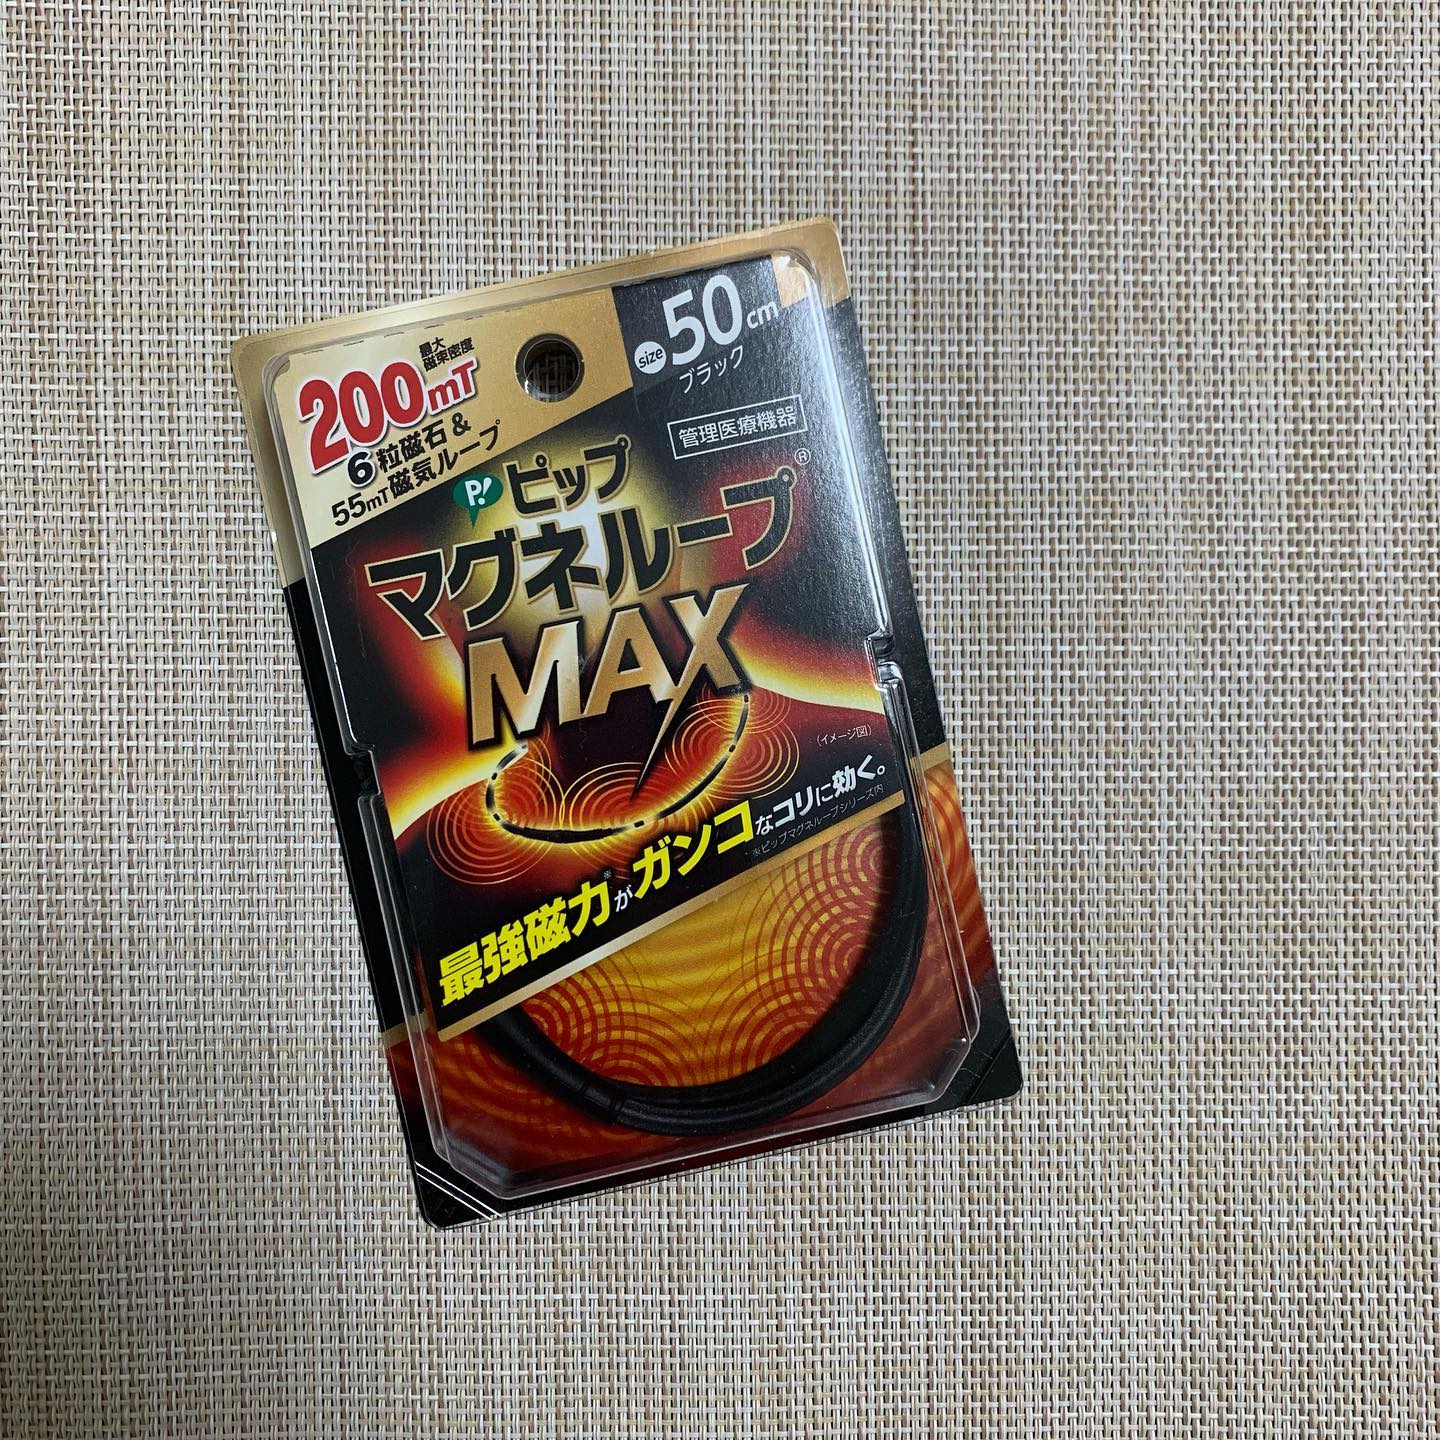 最大
磁束密度
200mT
6粒磁石&
55mT磁気ループ
size 50cm
ブラック
管理医療機器
P! ピップ
マグネループ®
MAX
(イメージ図)
最強磁力※がガンコなコリに効く。
※ピップマグネループシリーズ内